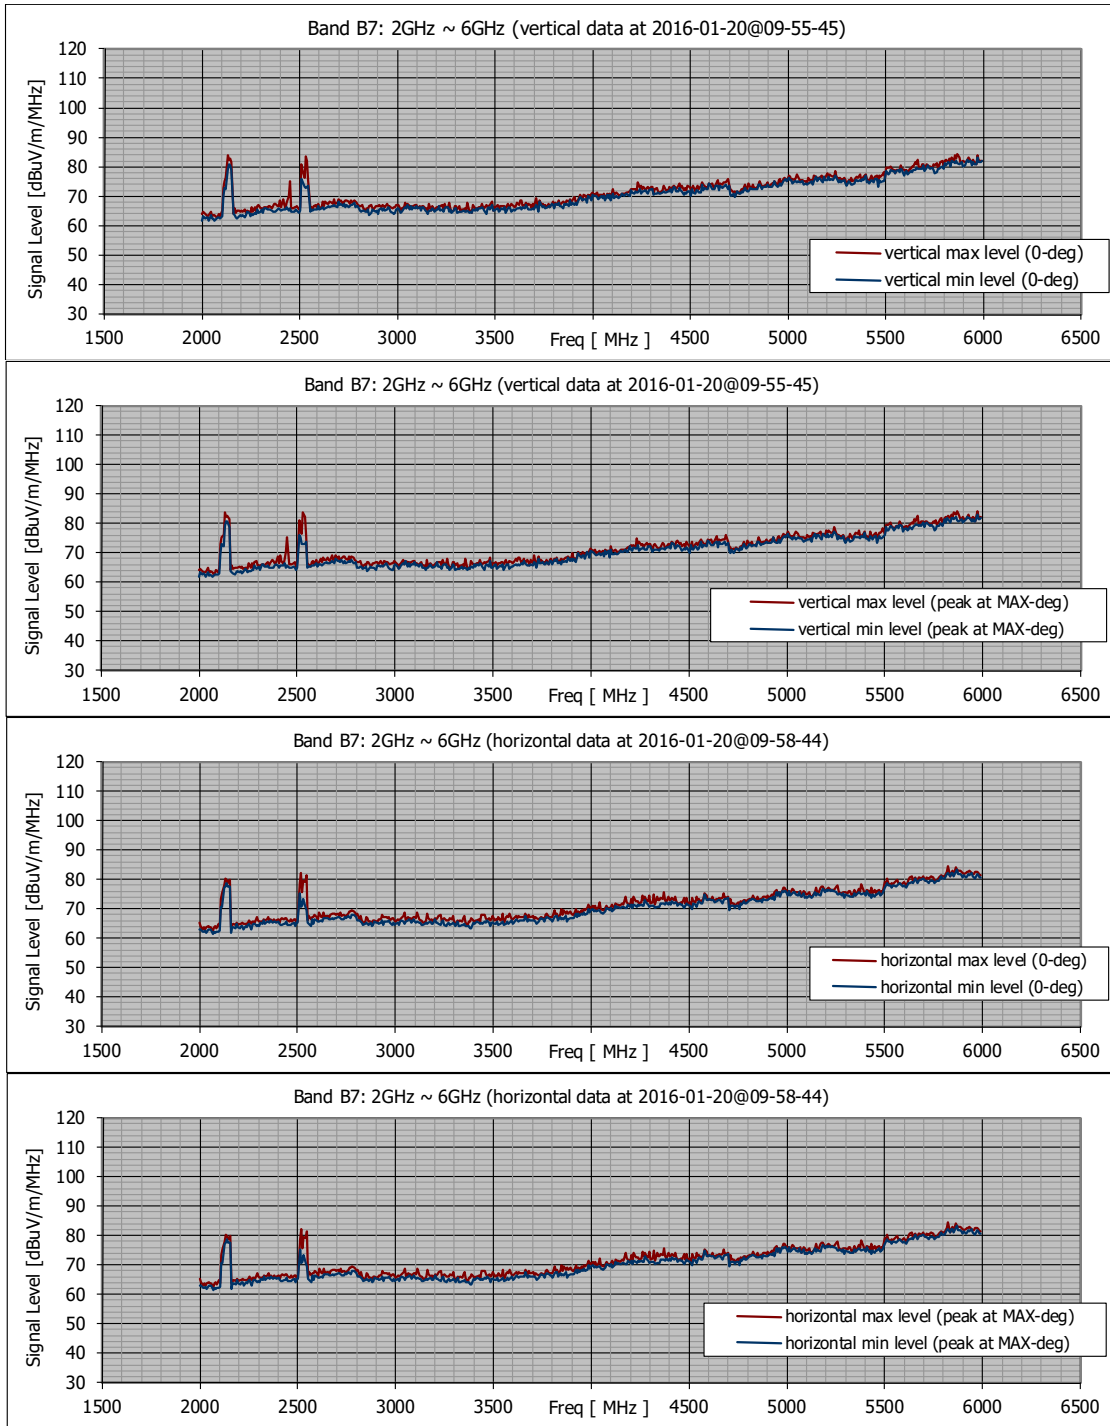 Band B7: 2GHz ~ 6GHz (vertical data at 2016-01-20@09-55-45)
Signal Level [dBuV/m/MHz]
120
110
100
90
80
70
60
50
40
30
vertical max level (0-deg)
vertical min level (0-deg)
1500 2000 2500 3000 3500 Freq [ MHz ] 4500 5000 5500 6000 6500
Band B7: 2GHz ~ 6GHz (vertical data at 2016-01-20@09-55-45)
Signal Level [dBuV/m/MHz]
120
110
100
90
80
70
60
50
40
30
vertical max level (peak at MAX-deg)
vertical min level (peak at MAX-deg)
1500 2000 2500 3000 3500 Freq [ MHz ] 4500 5000 5500 6000 6500
Band B7: 2GHz ~ 6GHz (horizontal data at 2016-01-20@09-58-44)
Signal Level [dBuV/m/MHz]
120
110
100
90
80
70
60
50
40
30
horizontal max level (0-deg)
horizontal min level (0-deg)
1500 2000 2500 3000 3500 Freq [ MHz ] 4500 5000 5500 6000 6500
Band B7: 2GHz ~ 6GHz (horizontal data at 2016-01-20@09-58-44)
Signal Level [dBuV/m/MHz]
120
110
100
90
80
70
60
50
40
30
horizontal max level (peak at MAX-deg)
horizontal min level (peak at MAX-deg)
1500 2000 2500 3000 3500 Freq [ MHz ] 4500 5000 5500 6000 6500